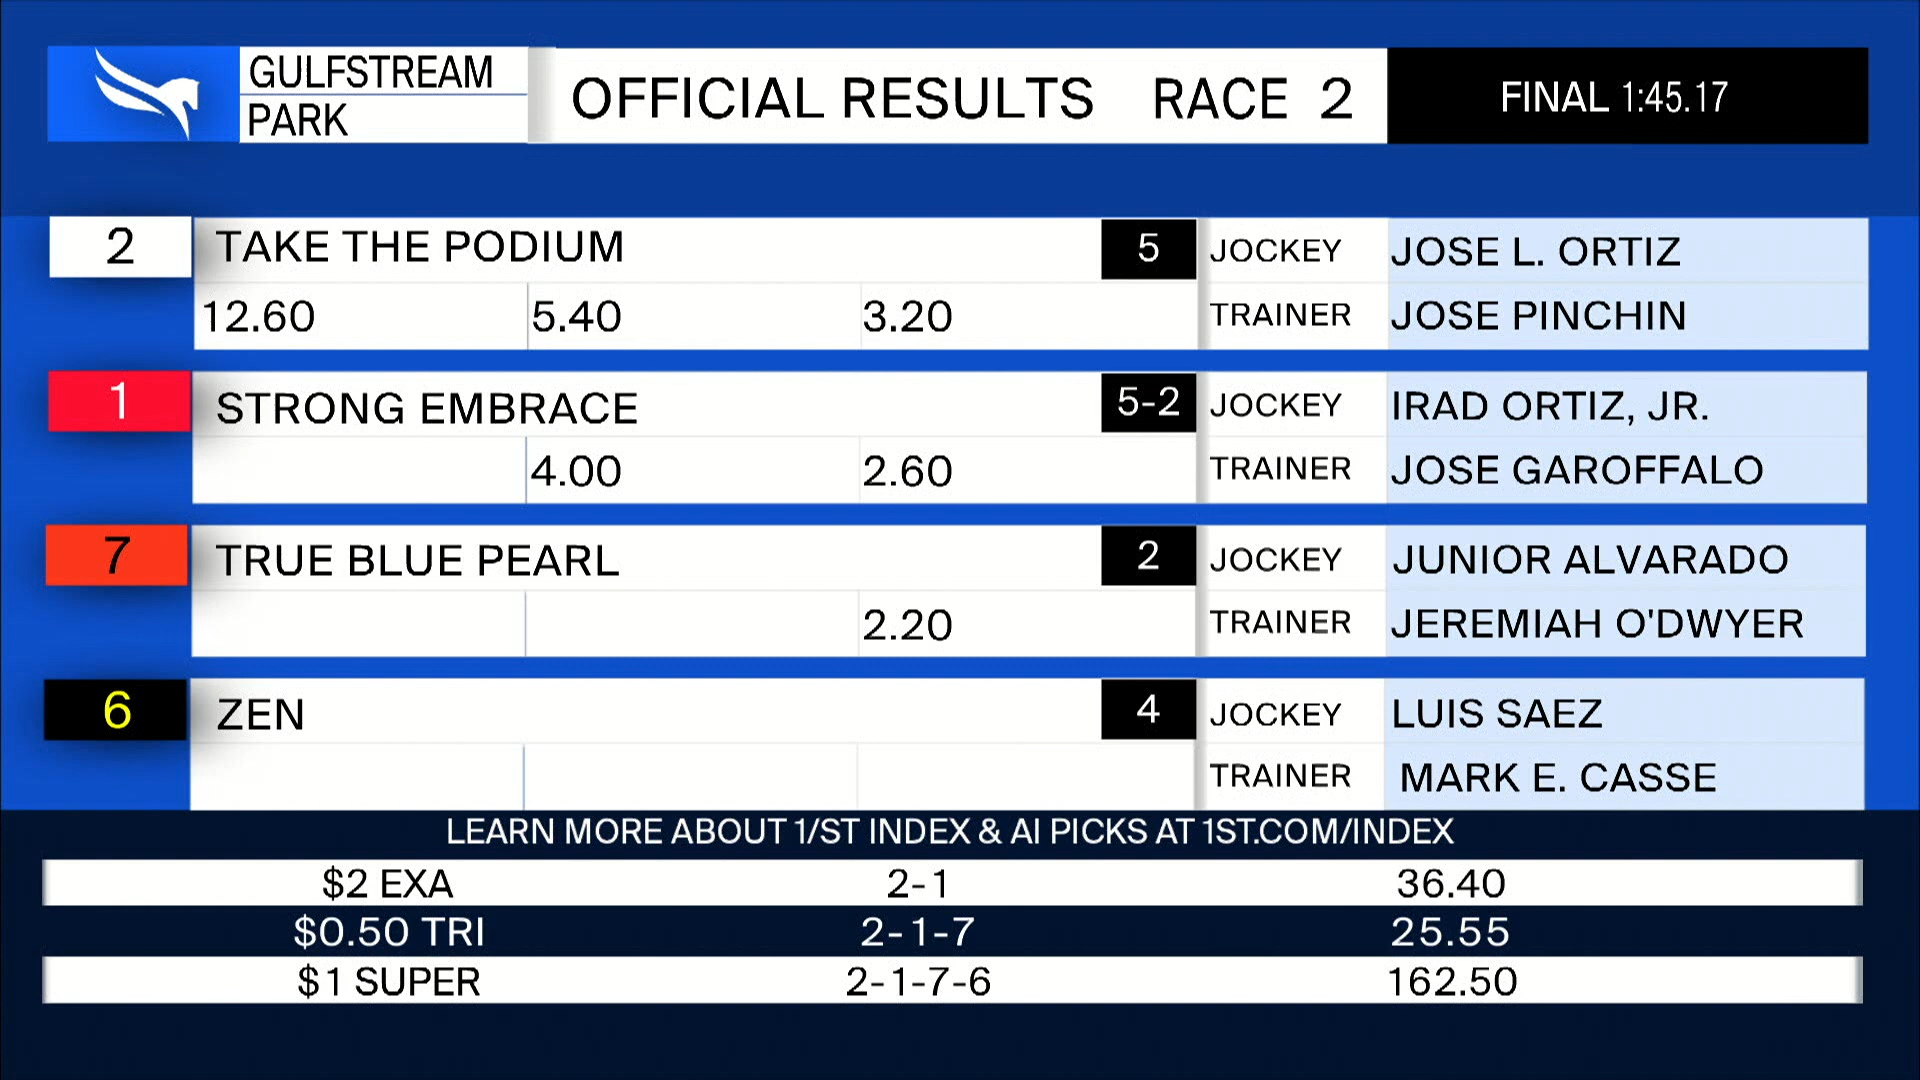 GULFSTREAM
PARK
OFFICIAL RESULTS RACE 2
FINAL 1:45.17
2 TAKE THE PODIUM 5 JOCKEY JOSE L. ORTIZ
12.60 5.40 3.20 TRAINER JOSE PINCHIN
1 STRONG EMBRACE 5-2 JOCKEY IRAD ORTIZ, JR.
4.00 2.60 TRAINER JOSE GAROFFALO
7 TRUE BLUE PEARL 2 JOCKEY JUNIOR ALVARADO
2.20 TRAINER JEREMIAH O'DWYER
6 ZEN 4 JOCKEY LUIS SAEZ
TRAINER MARK E. CASSE
LEARN MORE ABOUT 1/ST INDEX & AI PICKS AT 1ST.COM/INDEX
$2 EXA 2-1 36.40
$0.50 TRI 2-1-7 25.55
$1 SUPER 2-1-7-6 162.50